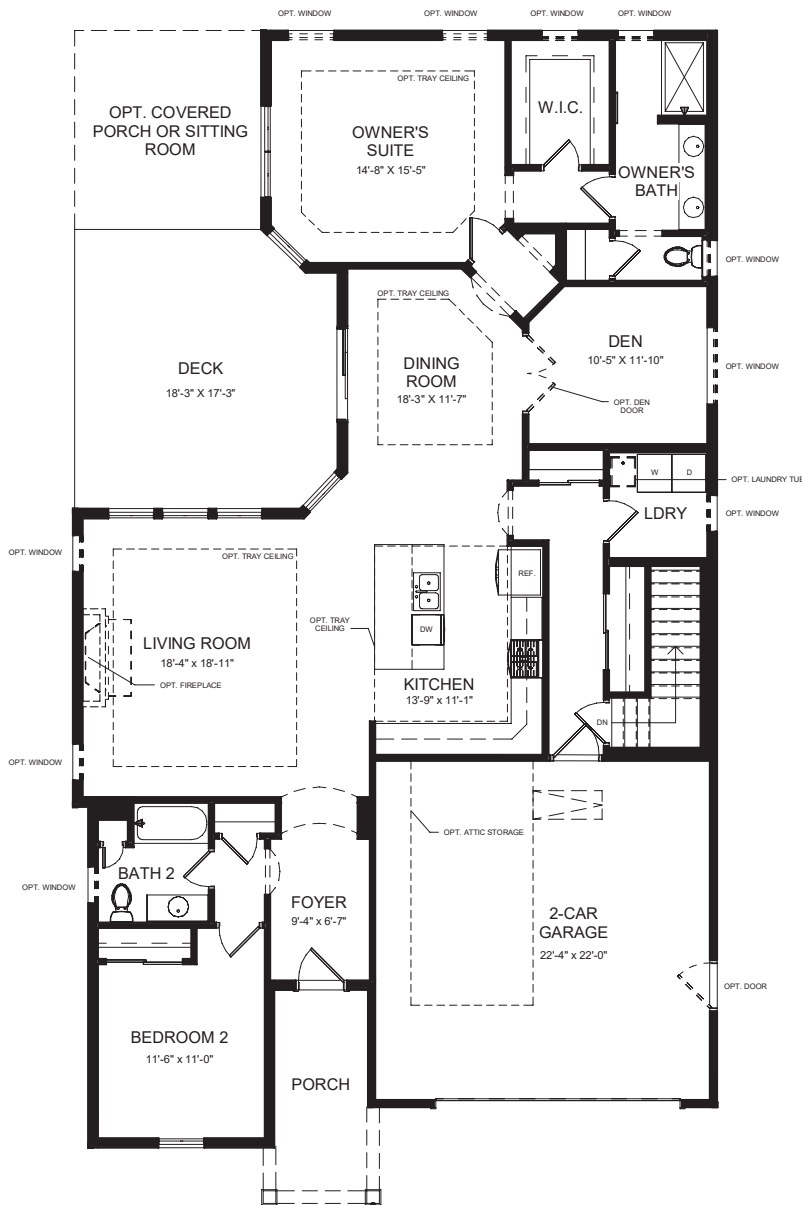 OPT. WINDOW
OPT. WINDOW
OPT. WINDOW
OPT. WINDOW
OPT. TRAY CEILING
OPT. COVERED
PORCH OR SITTING
ROOM
OWNER'S
SUITE
14'-8" X 15'-5"
W.I.C.
OWNER'S
BATH
OPT. WINDOW
OPT. TRAY CEILING
DECK
18'-3" X 17'-3"
DINING
ROOM
18'-3" X 11'-7"
DEN
10'-5" X 11'-10"
OPT. WINDOW
OPT. DEN
DOOR
W
D
OPT. LAUNDRY TUB
LDRY
OPT. WINDOW
OPT. WINDOW
OPT. TRAY CEILING
REF.
OPT. TRAY
CEILING
DW
LIVING ROOM
18'-4" x 18'-11"
OPT. FIREPLACE
KITCHEN
13'-9" x 11'-1"
DN
OPT. WINDOW
OPT. ATTIC STORAGE
BATH 2
OPT. WINDOW
FOYER
9'-4" x 6'-7"
2-CAR
GARAGE
22'-4" x 22'-0"
OPT. DOOR
BEDROOM 2
11'-6" x 11'-0"
PORCH